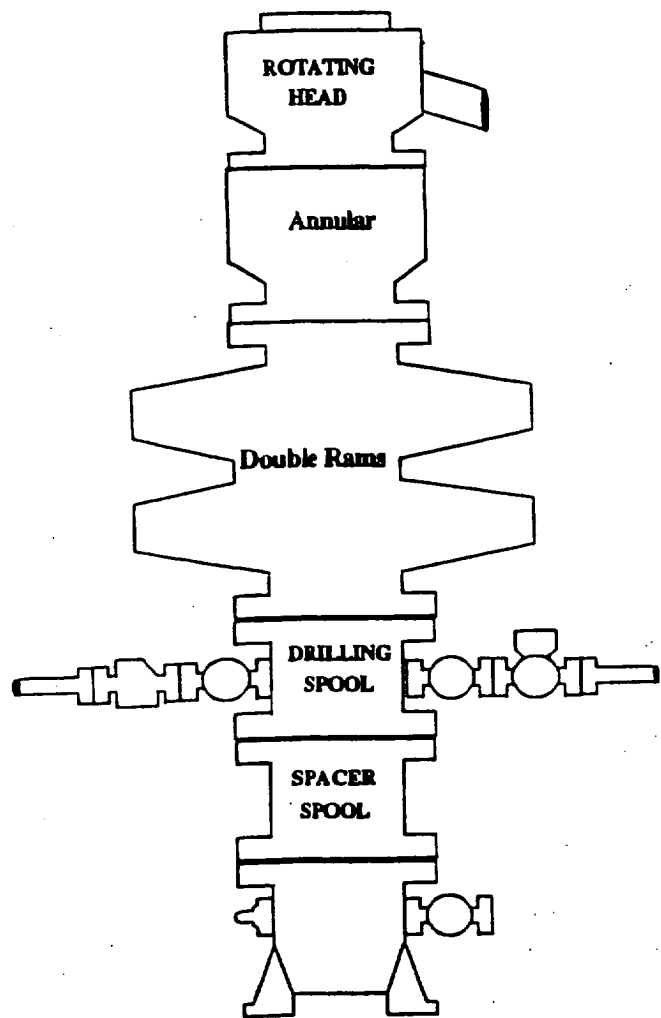 ROTATING
HEAD
Annular
Double Rams
DRILLING
SPOOL
SPACER
SPOOL